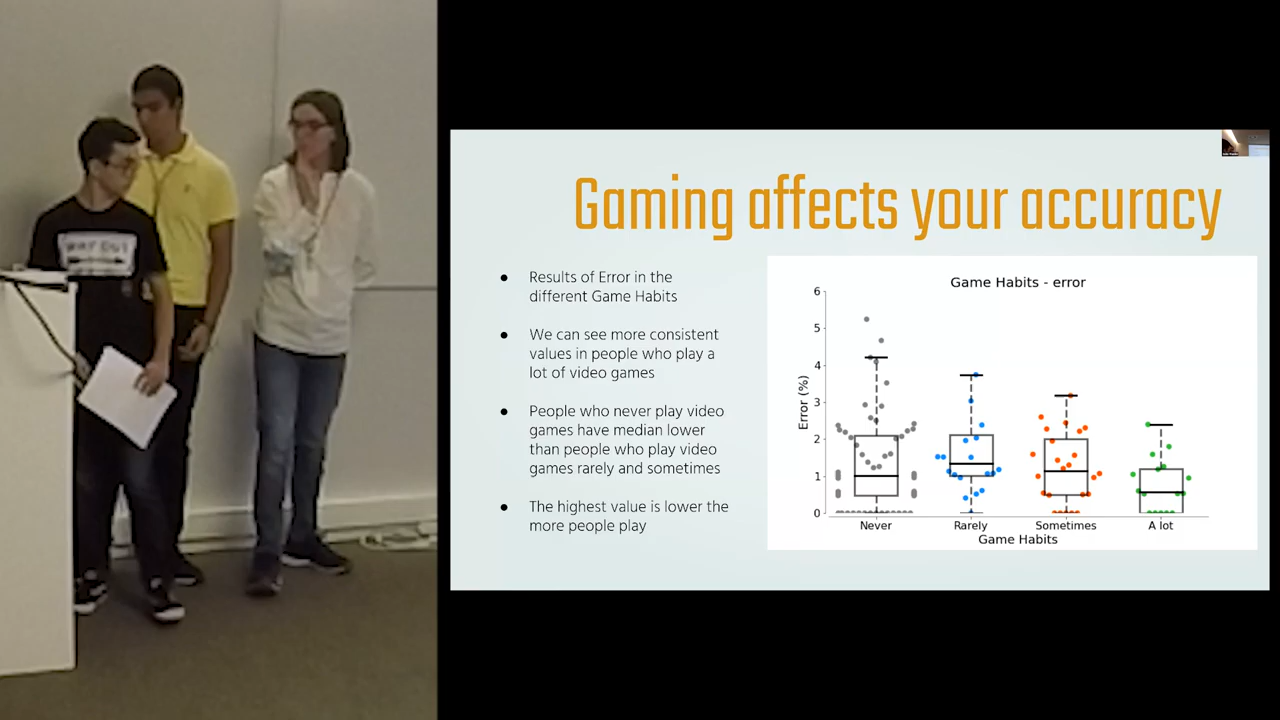 WAY OUT
Gaming affects your accuracy
● Results of Error in the
different Game Habits
● We can see more consistent
values in people who play a
lot of video games
● People who never play video
games have median lower
than people who play video
games rarely and sometimes
● The highest value is lower the
more people play
Game Habits - error
6
5
4
3
2
1
0
Error (%)
Never Rarely Sometimes A lot
Game Habits